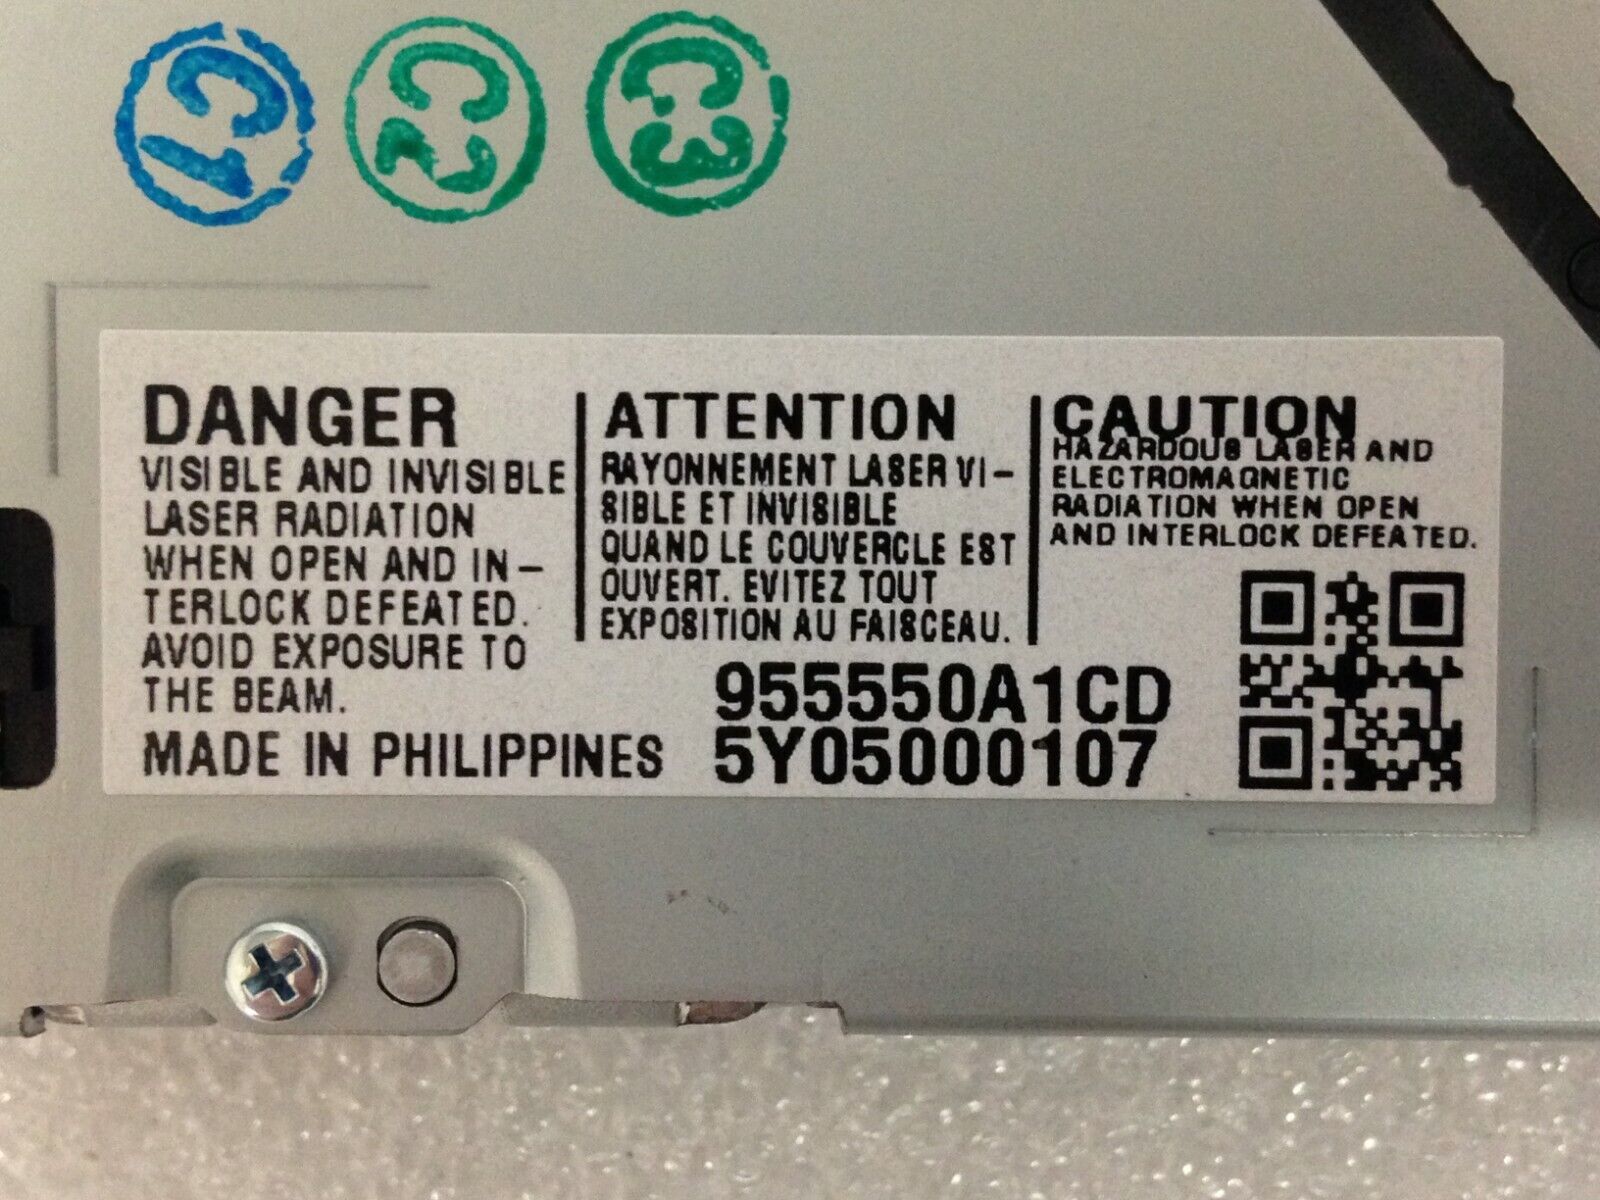 DANGER
VISIBLE AND INVISIBLE
LASER RADIATION
WHEN OPEN AND IN-
TERLOCK DEFEATED.
AVOID EXPOSURE TO
THE BEAM.
MADE IN PHILIPPINES
ATTENTION
RAYONNEMENT LASER VI-
SIBLE ET INVISIBLE
QUAND LE COUVERCLE EST
OUVERT. EVITEZ TOUT
EXPOSITION AU FAISCEAU.
CAUTION
HAZARDOUS LASER AND
ELECTROMAGNETIC
RADIATION WHEN OPEN
AND INTERLOCK DEFEATED.
955550A1CD
5Y05000107